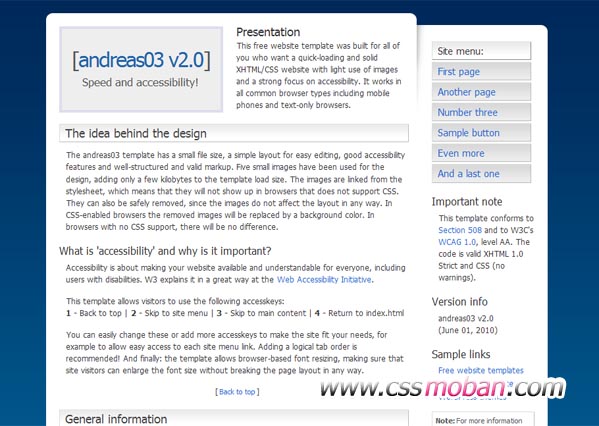 [andreas03 v2.0]
Speed and accessibility!
Presentation
This free website template was built for all of
you who want a quick-loading and solid
XHTML/CSS website with light use of images
and a strong focus on accessibility. It works in
all common browser types including mobile
phones and text-only browsers.
The idea behind the design
The andreas03 template has a small file size, a simple layout for easy editing, good accessibility
features and well-structured and valid markup. Five small images have been used for the
design, adding only a few kilobytes to the template load size. The images are linked from the
stylesheet, which means that they will not show up in browsers that does not support CSS.
They can also be safely removed, since the images do not affect the layout in any way. In
CSS-enabled browsers the removed images will be replaced by a background color. In
browsers with no CSS support, there will be no difference.
What is 'accessibility' and why is it important?
Accessibility is about making your website available and understandable for everyone, including
users with disabilities. W3 explains it in a great way at the Web Accessibility Initiative.
This template allows visitors to use the following accesskeys:
1 - Back to top | 2 - Skip to site menu | 3 - Skip to main content | 4 - Return to index.html
You can easily change these or add more accesskeys to making the site fit your needs, for
example to allow easy access to each site menu link. Adding a logical tab order is
recommended! And finally: the template allows browser-based font resizing, making sure that
site visitors can enlarge the font size without breaking the page layout in any way.
[Back to top ]
General information
Site menu:
First page
Another page
Number three
Sample button
Even more
And a last one
Important note
This template conforms to
Section 508 and to W3C's
WCAG 1.0, level AA. The
code is valid XHTML 1.0
Strict and CSS (no
warnings).
Version info
andreas03 v2.0
(June 01, 2010)
Sample links
Free website templates
www.cssmoban.com
Note: For more information